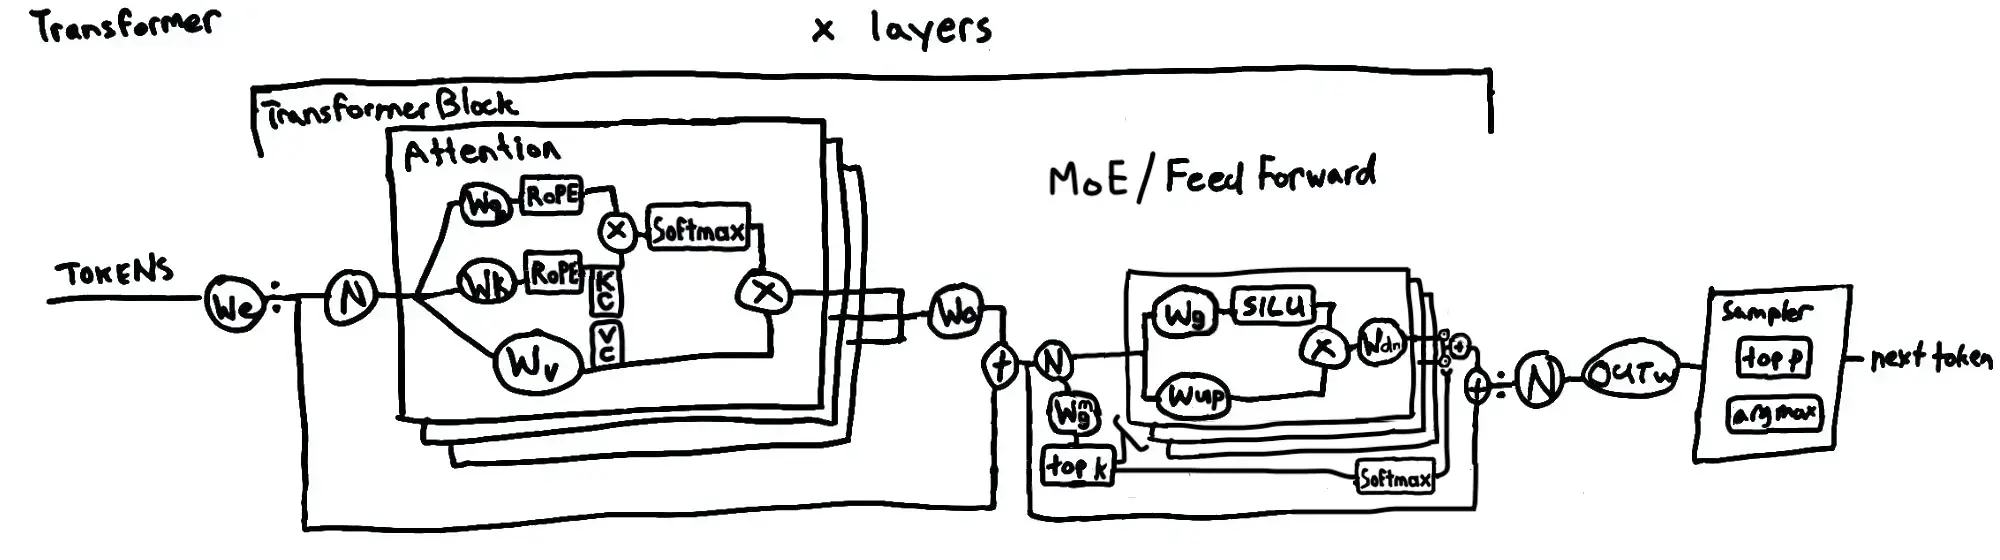 Transformer
x layers
Transformer Block
Attention
MoE / Feed Forward
TOKENS
We
N
Wq
RoPE
x
Softmax
Wk
RoPE
KC
Wv
VC
x
Wo
+
N
Wg
SILU
x
Wdn
Wup
Wgm
top k
Softmax
+
+
N
OUTw
Sampler
top p
argmax
next token